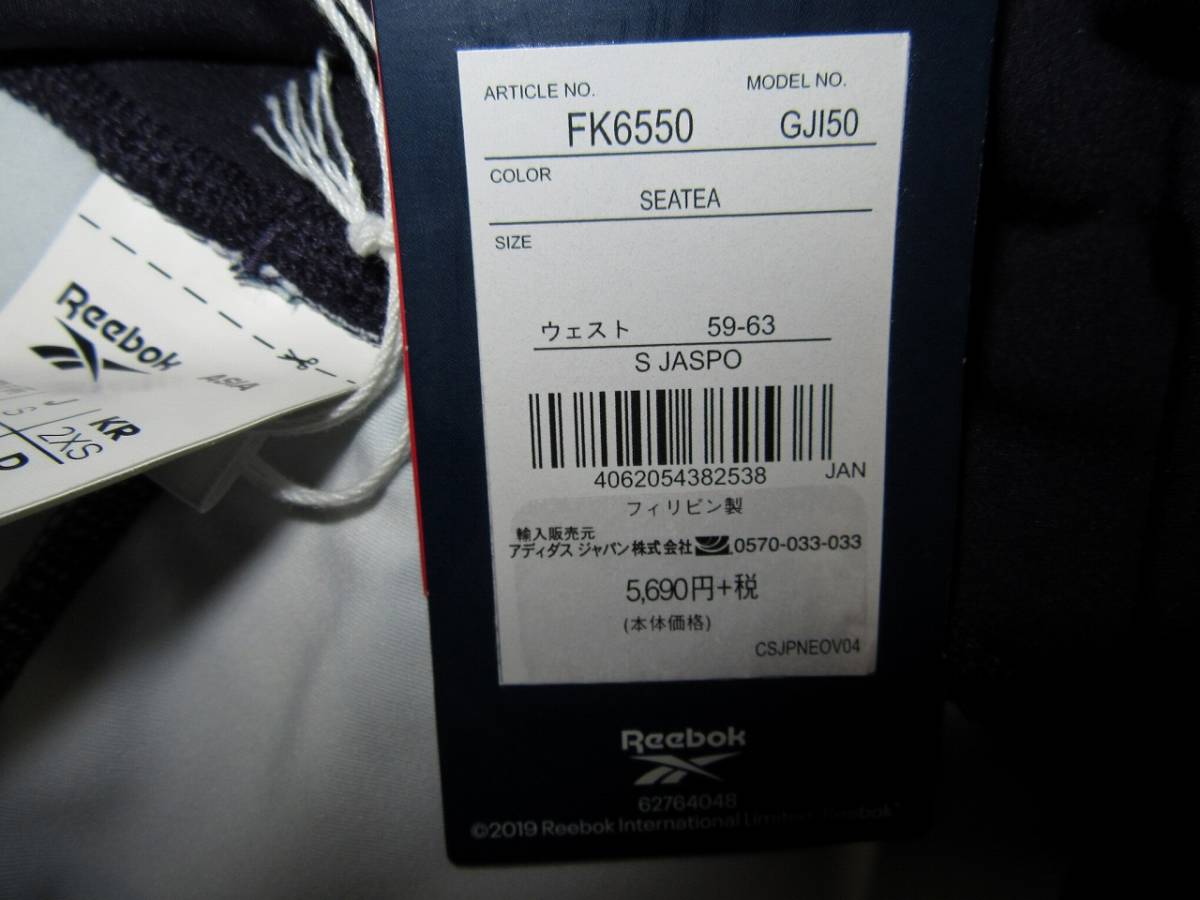 ARTICLE NO. MODEL NO.
FK6550 GJI50
COLOR
SEATEA
SIZE
ウェスト 59-63
S JASPO
4062054382538 JAN
フィリピン製
輸入販売元
アディダス ジャパン株式会社 0570-033-033
5,690円+税
(本体価格)
CSJPNEOV04
Reebok
62764048
©2019 Reebok International Limited. Reebok
Reebok
ASIA
J KR
S 2XS